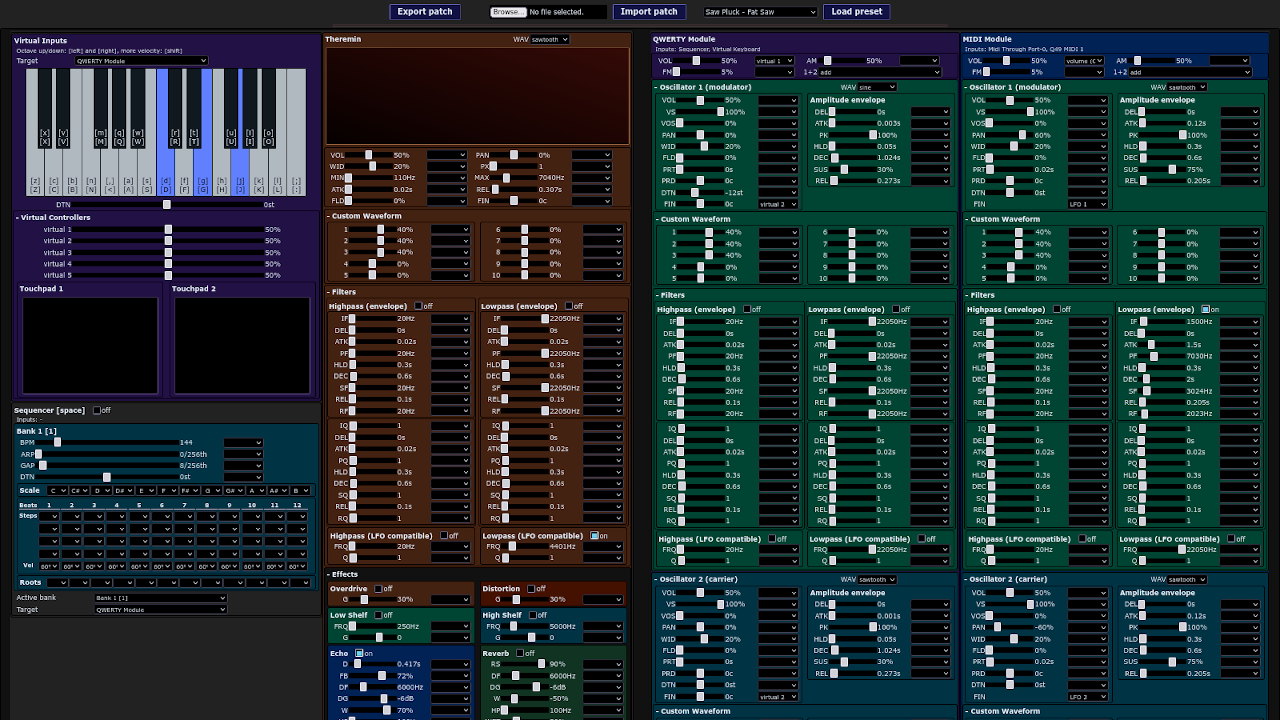 Export patch Browse... No file selected. Import patch Saw Pluck - Fat Saw Load preset
Virtual Inputs
Octave up/down: [left] and [right], more velocity: [shift]
Target QWERTY Module
DTN 0st
- Virtual Controllers
virtual 1 50%
virtual 2 50%
virtual 3 50%
virtual 4 50%
virtual 5 50%
Touchpad 1 Touchpad 2
Sequencer [space] off
Inputs: -
Bank 1 [1]
BPM 144
ARP 0/256th
GAP 8/256th
DTN 0st
Scale C C# D D# E F F# G G# A A# B
Beats 1 2 3 4 5 6 7 8 9 10 11 12
Steps
Vel
Roots
Active bank Bank 1 [1]
Target QWERTY Module
Theremin WAV sawtooth
VOL 50% PAN 0%
WID 20% PX 1
MIN 110Hz MAX 7040Hz
ATK 0.02s REL 0.307s
FLD 0% FIN 0c
- Custom Waveform
1 40% 6 0%
2 40% 7 0%
3 40% 8 0%
4 0% 9 0%
5 0% 10 0%
- Filters
Highpass (envelope) off Lowpass (envelope) off
IF 20Hz IF 22050Hz
DEL 0s DEL 0s
ATK 0.02s ATK 0.02s
PF 20Hz PF 22050Hz
HLD 0.3s HLD 0.3s
DEC 0.6s DEC 0.6s
SF 20Hz SF 22050Hz
REL 0.1s REL 0.1s
RF 20Hz RF 22050Hz
IQ 1 IQ 1
DEL 0s DEL 0s
ATK 0.02s ATK 0.02s
PQ 1 PQ 1
HLD 0.3s HLD 0.3s
DEC 0.6s DEC 0.6s
SQ 1 SQ 1
REL 0.1s REL 0.1s
RQ 1 RQ 1
Highpass (LFO compatible) off Lowpass (LFO compatible) on
FRQ 20Hz FRQ 4401Hz
Q 1 Q 1
- Effects
Overdrive off Distortion off
G 30% G 30%
Low Shelf off High Shelf off
FRQ 250Hz FRQ 5000Hz
G 0 G 0
Echo on Reverb off
D 0.417s RS 90%
FB 72% DF 6000Hz
DF 6000Hz DG -6dB
DG -6dB W -50%
W 70% HP 100Hz
QWERTY Module
Inputs: Sequencer, Virtual Keyboard
VOL 50% virtual 1 AM 50%
FM 5% 1+2 add
- Oscillator 1 (modulator) WAV sine
VOL 50% Amplitude envelope
VS 100% DEL 0s
VOS 0% ATK 0.003s
PAN 0% PK 100%
WID 20% HLD 0.05s
FLD 0% DEC 1.024s
PRT 0s SUS 30%
PRD 0c REL 0.273s
DTN -12st
FIN 0c virtual 2
- Custom Waveform
1 40% 6 0%
2 40% 7 0%
3 40% 8 0%
4 0% 9 0%
5 0% 10 0%
- Filters
Highpass (envelope) off Lowpass (envelope) off
IF 20Hz IF 22050Hz
DEL 0s DEL 0s
ATK 0.02s ATK 0.02s
PF 20Hz PF 22050Hz
HLD 0.3s HLD 0.3s
DEC 0.6s DEC 0.6s
SF 20Hz SF 22050Hz
REL 0.1s REL 0.1s
RF 20Hz RF 22050Hz
IQ 1 IQ 1
DEL 0s DEL 0s
ATK 0.02s ATK 0.02s
PQ 1 PQ 1
HLD 0.3s HLD 0.3s
DEC 0.6s DEC 0.6s
SQ 1 SQ 1
REL 0.1s REL 0.1s
RQ 1 RQ 1
Highpass (LFO compatible) off Lowpass (LFO compatible) off
FRQ 20Hz FRQ 22050Hz
Q 1 Q 1
- Oscillator 2 (carrier) WAV sawtooth
VOL 50% Amplitude envelope
VS 100% DEL 0s
VOS 0% ATK 0.001s
PAN 0% PK 100%
WID 20% HLD 0.05s
FLD 0% DEC 1.024s
PRT 0s SUS 30%
PRD 0c REL 0.273s
DTN 0st
FIN 0c virtual 2
- Custom Waveform
MIDI Module
Inputs: Midi Through Port-0, Q49 MIDI 1
VOL 50% AM 50%
FM 5% 1+2 add
- Oscillator 1 (modulator) WAV sawtooth
VOL 50% Amplitude envelope
VS 100% DEL 0s
VOS 0% ATK 0.12s
PAN 60% PK 100%
WID 20% HLD 0.3s
FLD 0% DEC 0.6s
PRT 0.02s SUS 75%
PRD 0c REL 0.205s
DTN 0st
FIN 0c LFO 1
- Custom Waveform
1 40% 6 0%
2 40% 7 0%
3 40% 8 0%
4 0% 9 0%
5 0% 10 0%
- Filters
Highpass (envelope) off Lowpass (envelope) on
IF 20Hz IF 1500Hz
DEL 0s DEL 0s
ATK 0.02s ATK 1.5s
PF 20Hz PF 7030Hz
HLD 0.3s HLD 0.3s
DEC 0.6s DEC 2s
SF 20Hz SF 3024Hz
REL 0.1s REL 0.205s
RF 20Hz RF 2023Hz
IQ 1 IQ 1
DEL 0s DEL 0s
ATK 0.02s ATK 0.02s
PQ 1 PQ 1
HLD 0.3s HLD 0.3s
DEC 0.6s DEC 0.6s
SQ 1 SQ 1
REL 0.1s REL 0.1s
RQ 1 RQ 1
Highpass (LFO compatible) off Lowpass (LFO compatible) off
FRQ 20Hz FRQ 22050Hz
Q 1 Q 1
- Oscillator 2 (carrier) WAV sawtooth
VOL 50% Amplitude envelope
VS 100% DEL 0s
VOS 0% ATK 0.12s
PAN -60% PK 100%
WID 20% HLD 0.3s
FLD 0% DEC 0.6s
PRT 0.02s SUS 75%
PRD 0c REL 0.205s
DTN 0st
FIN 0c LFO 2
- Custom Waveform